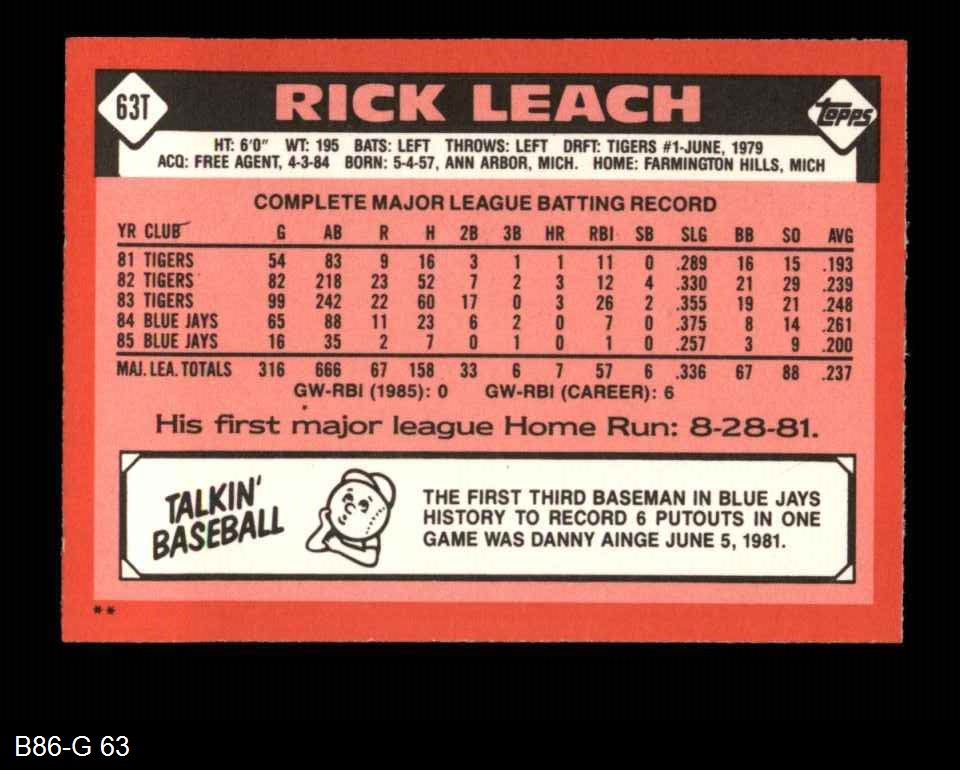 63T
RICK LEACH
TOPPS
HT: 6'0" WT: 195 BATS: LEFT THROWS: LEFT DRFT: TIGERS #1-JUNE, 1979
ACQ: FREE AGENT, 4-3-84 BORN: 5-4-57, ANN ARBOR, MICH. HOME: FARMINGTON HILLS, MICH
COMPLETE MAJOR LEAGUE BATTING RECORD
YR CLUB G AB R H 2B 3B HR RBI SB SLG BB SO AVG
81 TIGERS 54 83 9 16 3 1 1 11 0 .289 16 15 .193
82 TIGERS 82 218 23 52 7 2 3 12 4 .330 21 29 .239
83 TIGERS 99 242 22 60 17 0 3 26 2 .355 19 21 .248
84 BLUE JAYS 65 88 11 23 6 2 0 7 0 .375 8 14 .261
85 BLUE JAYS 16 35 2 7 0 1 0 1 0 .257 3 9 .200
MAJ. LEA. TOTALS 316 666 67 158 33 6 7 57 6 .336 67 88 .237
GW-RBI (1985): 0 GW-RBI (CAREER): 6
His first major league Home Run: 8-28-81.
TALKIN'
BASEBALL
THE FIRST THIRD BASEMAN IN BLUE JAYS
HISTORY TO RECORD 6 PUTOUTS IN ONE
GAME WAS DANNY AINGE JUNE 5, 1981.
**
B86-G 63